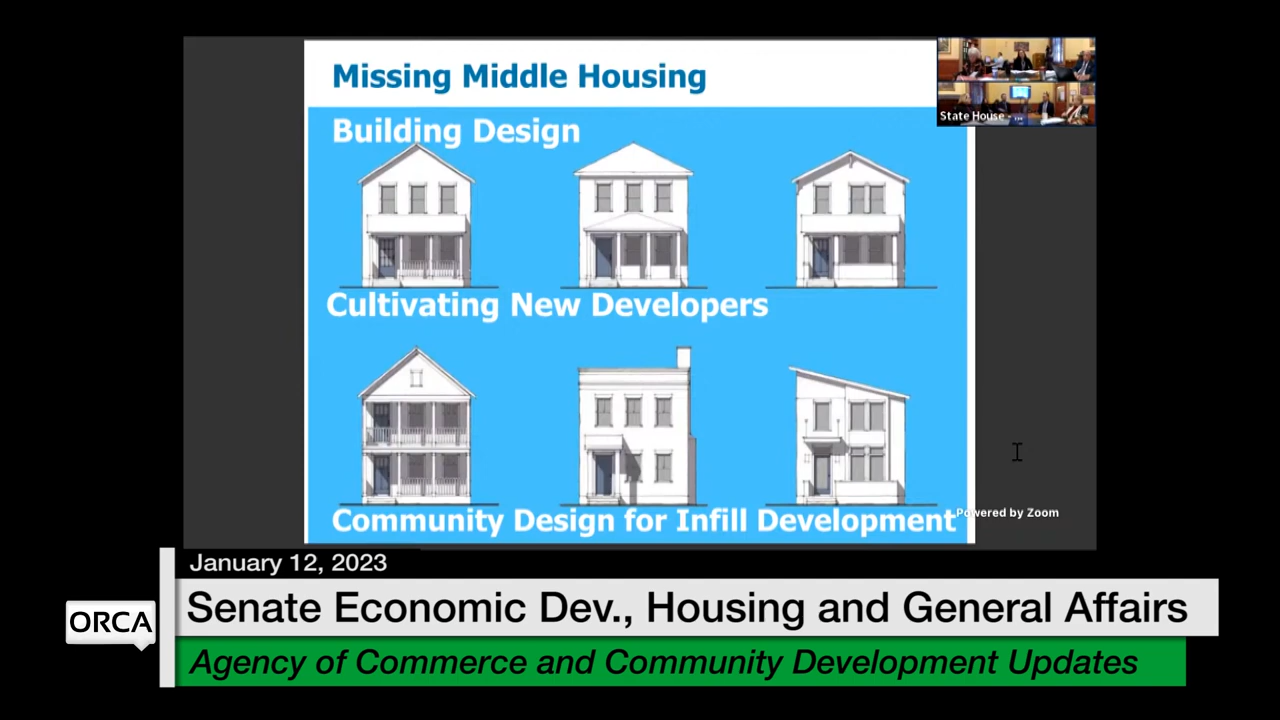 Missing Middle Housing
State House - ...
Building Design
Cultivating New Developers
Community Design for Infill Development
Powered by Zoom
January 12, 2023
ORCA
Senate Economic Dev., Housing and General Affairs
Agency of Commerce and Community Development Updates